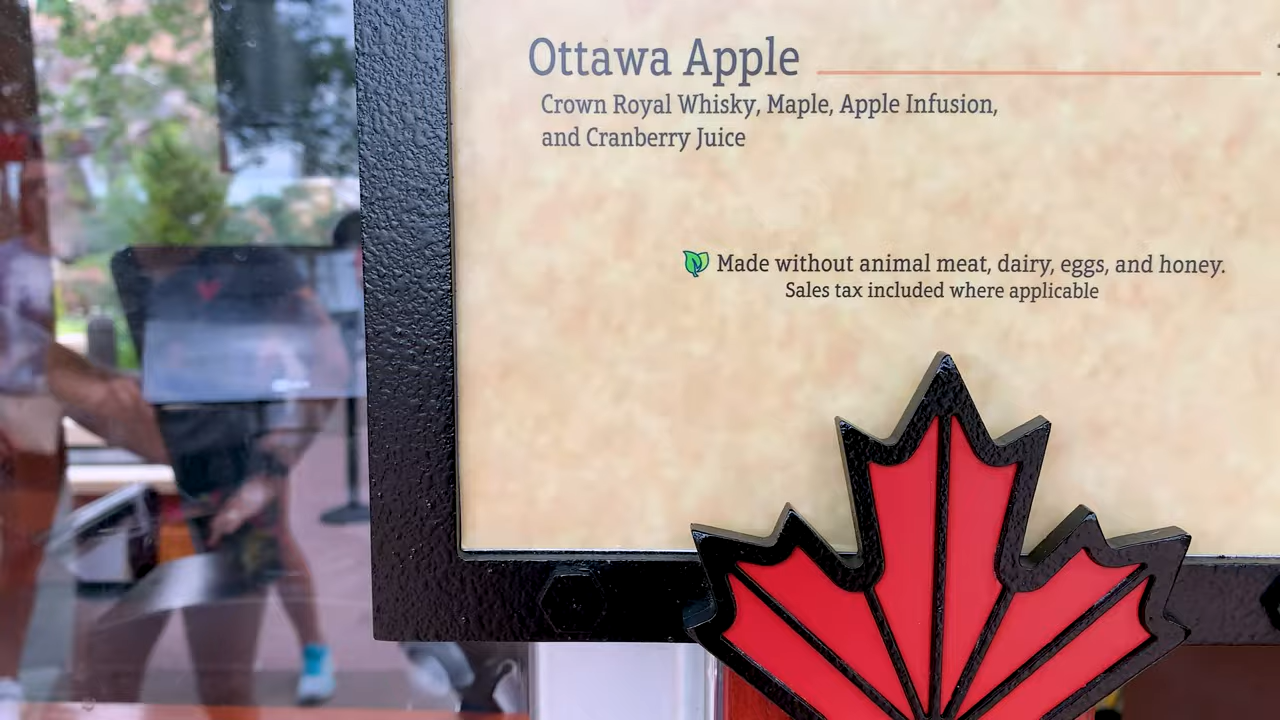 Ottawa Apple
Crown Royal Whisky, Maple, Apple Infusion,
and Cranberry Juice
Made without animal meat, dairy, eggs, and honey.
Sales tax included where applicable